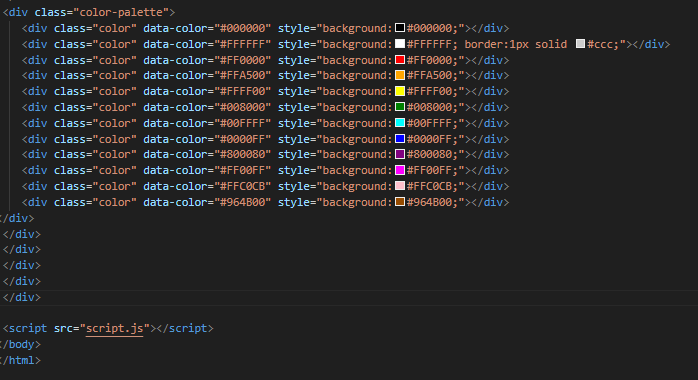 <div class="color-palette">
<div class="color" data-color="#000000" style="background:#000000;"></div>
<div class="color" data-color="#FFFFFF" style="background:#FFFFFF; border:1px solid #ccc;"></div>
<div class="color" data-color="#FF0000" style="background:#FF0000;"></div>
<div class="color" data-color="#FFA500" style="background:#FFA500;"></div>
<div class="color" data-color="#FFFF00" style="background:#FFFF00;"></div>
<div class="color" data-color="#008000" style="background:#008000;"></div>
<div class="color" data-color="#00FFFF" style="background:#00FFFF;"></div>
<div class="color" data-color="#0000FF" style="background:#0000FF;"></div>
<div class="color" data-color="#800080" style="background:#800080;"></div>
<div class="color" data-color="#FF00FF" style="background:#FF00FF;"></div>
<div class="color" data-color="#FFC0CB" style="background:#FFC0CB;"></div>
<div class="color" data-color="#964B00" style="background:#964B00;"></div>
</div>
</div>
</div>
</div>
</div>
</div>
<script src="script.js"></script>
</body>
</html>